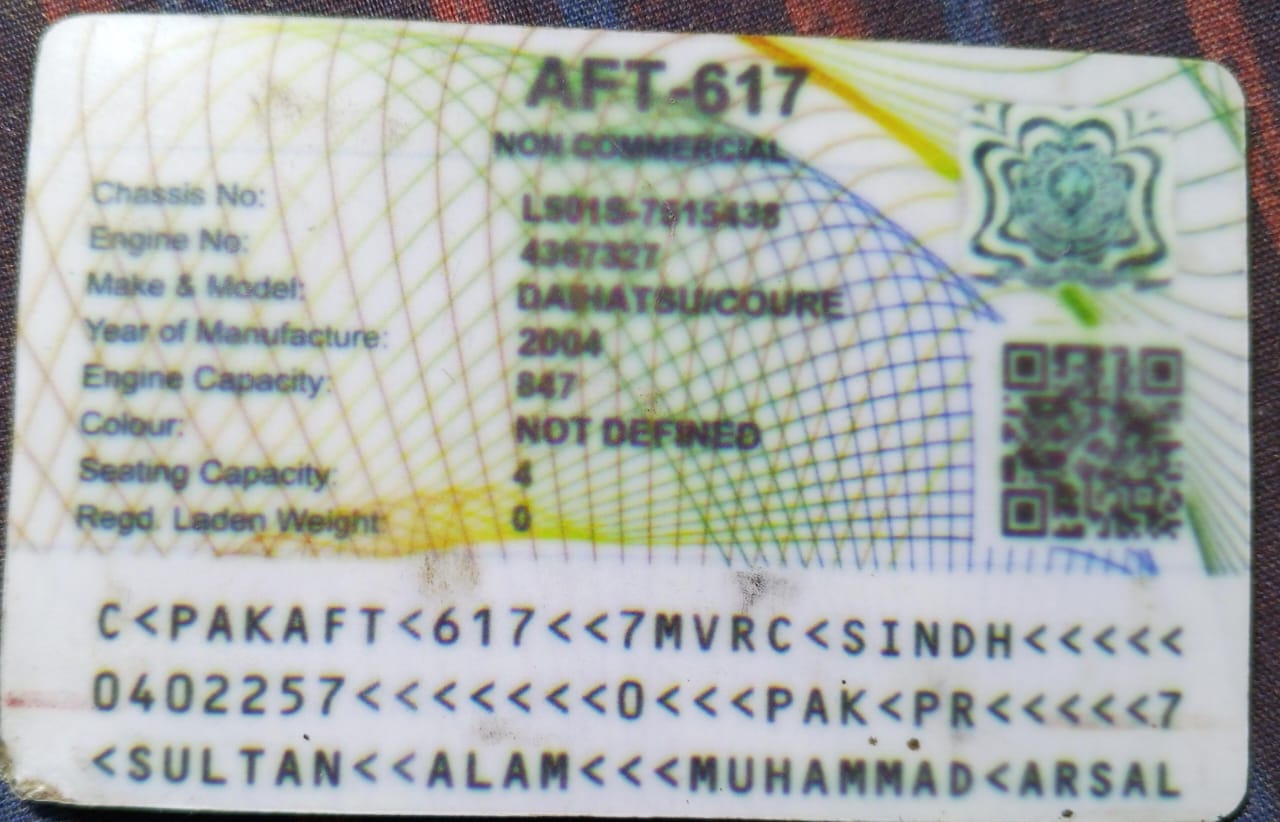 AFT-617
NON COMMERCIAL
Chassis No:
Engine No: 4367327
Make & Model: DAIHATSU/COURE
Year of Manufacture: 2004
Engine Capacity: 847
Colour: NOT DEFINED
Seating Capacity: 4
Regd. Laden Weight: 0
C<PAKAFT<617<<7MVRC<SINDH<<<<<
0402257<<<<<<<0<<<PAK<PR<<<<<7
<SULTAN<<ALAM<<<MUHAMMAD<ARSAL